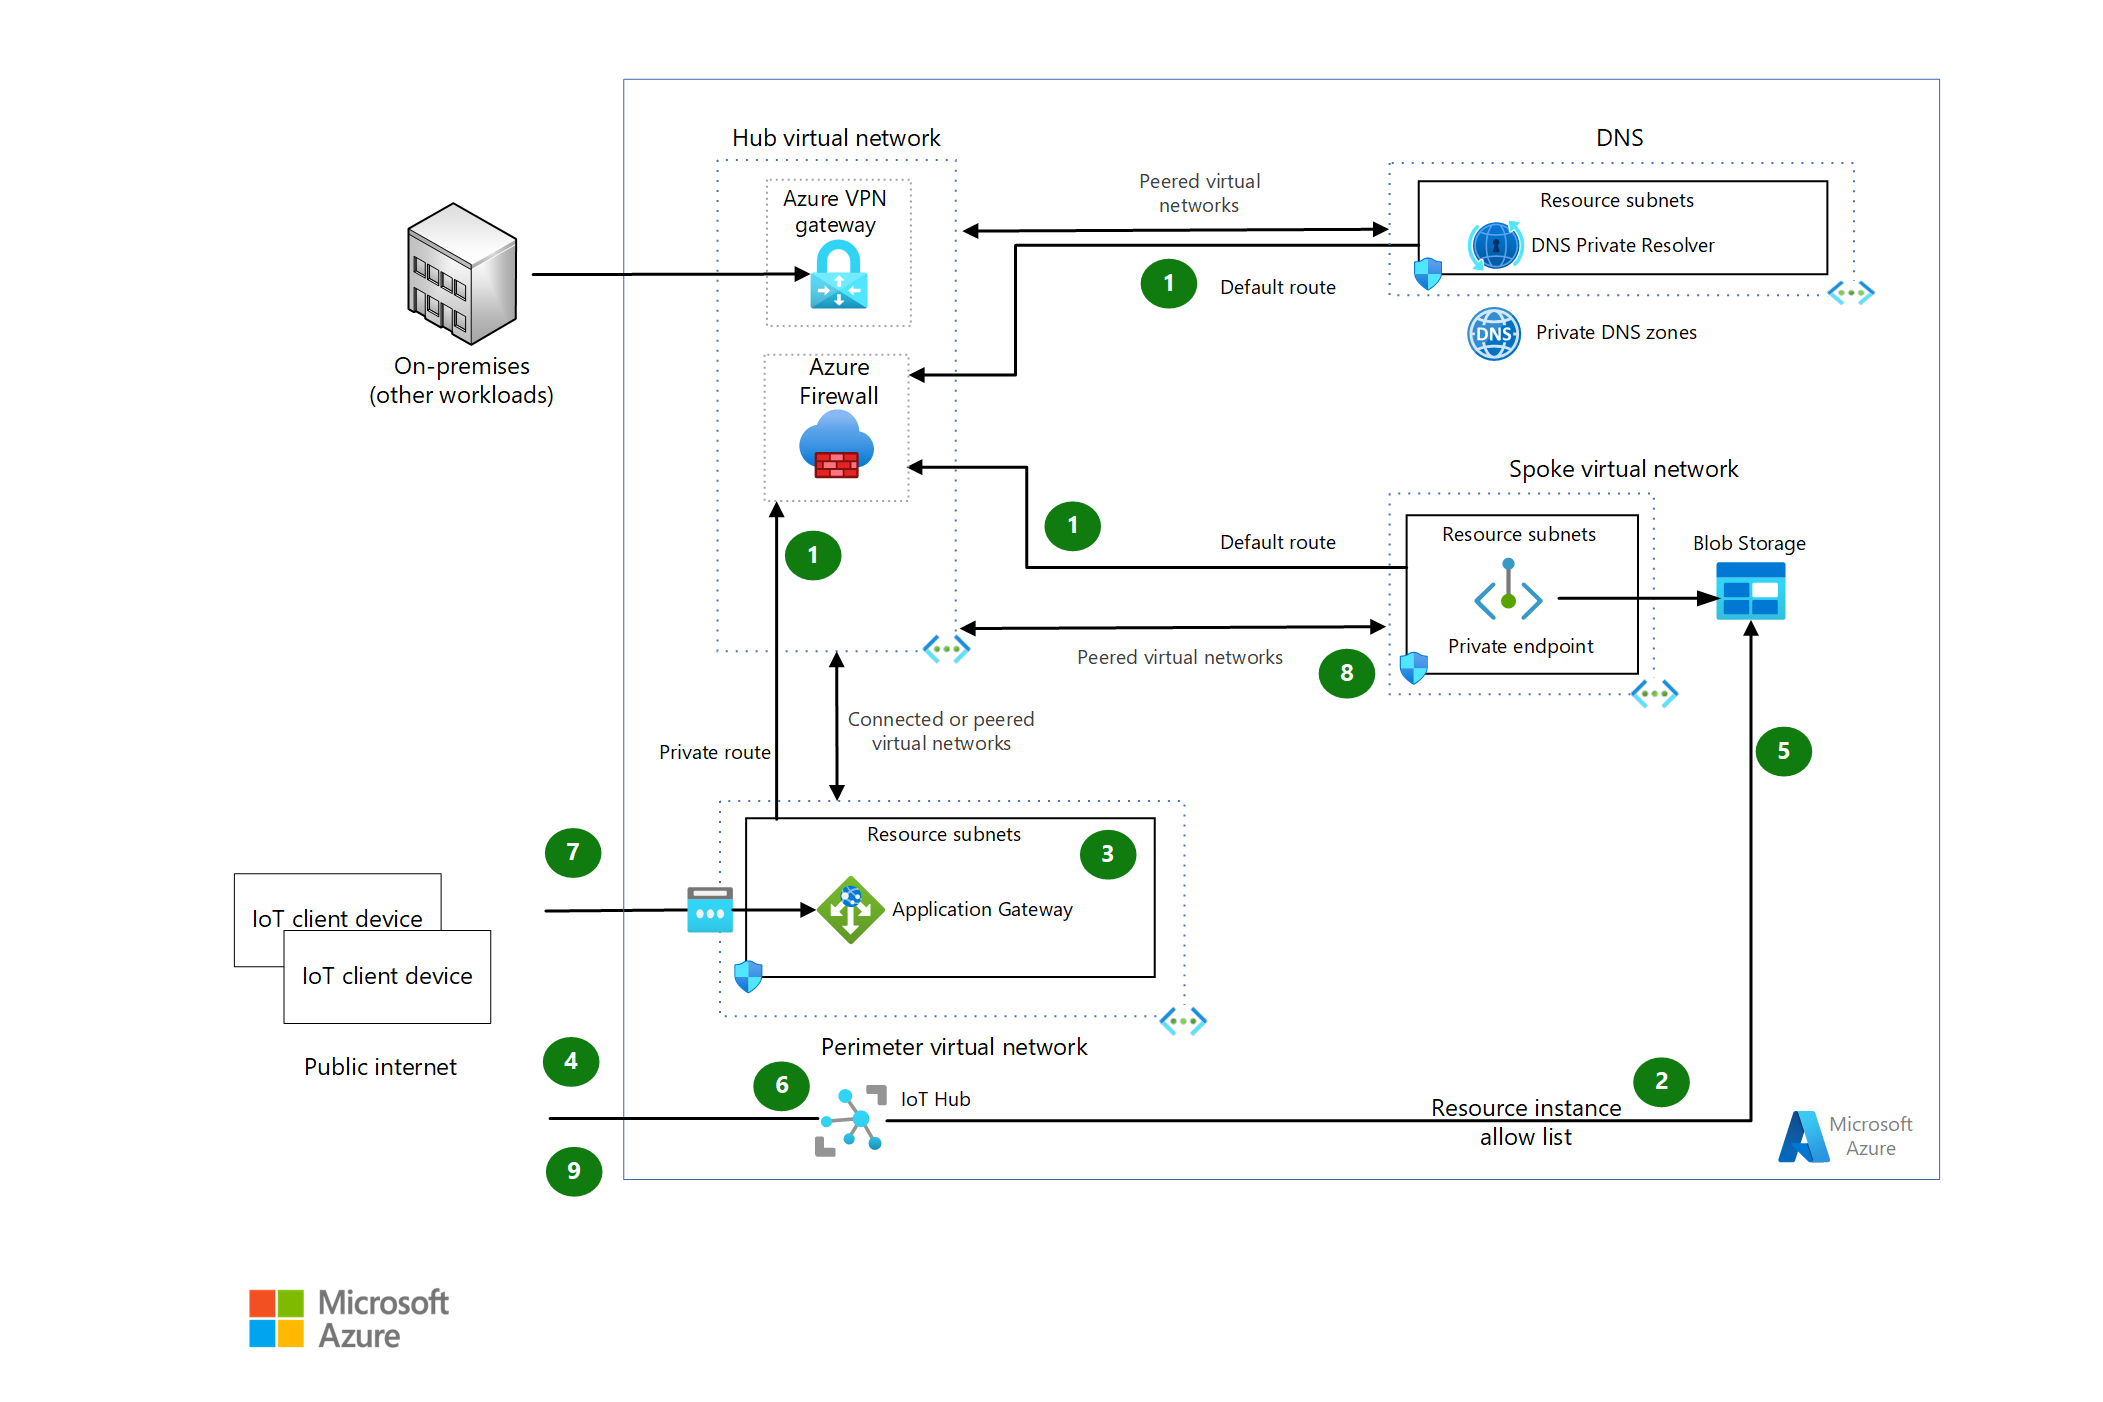 Hub virtual network
DNS
Azure VPN
gateway
Peered virtual
networks
Resource subnets
DNS Private Resolver
1
Default route
DNS
Private DNS zones
On-premises
(other workloads)
Azure
Firewall
Spoke virtual network
1
1
Default route
Resource subnets
Private endpoint
Blob Storage
Peered virtual networks
8
Connected or peered
virtual networks
Private route
5
7
Resource subnets
3
Application Gateway
IoT client device
IoT client device
Public internet
4
Perimeter virtual network
6
IoT Hub
2
Resource instance
allow list
9
Microsoft
Azure
Microsoft
Azure